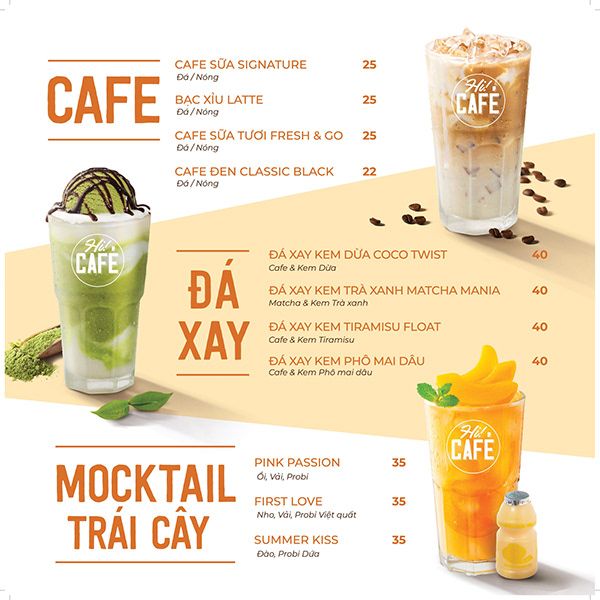 CAFE
CAFE SỮA SIGNATURE 25
Đá / Nóng
BẠC XỈU LATTE 25
Đá / Nóng
CAFE SỮA TƯƠI FRESH & GO 25
Đá / Nóng
CAFE ĐEN CLASSIC BLACK 22
Đá / Nóng
Hi!
CAFÉ
Hi!
CAFÉ
ĐÁ
XAY
ĐÁ XAY KEM DỪA COCO TWIST 40
Cafe & Kem Dừa
ĐÁ XAY KEM TRÀ XANH MATCHA MANIA 40
Matcha & Kem Trà xanh
ĐÁ XAY KEM TIRAMISU FLOAT 40
Cafe & Kem Tiramisu
ĐÁ XAY KEM PHÔ MAI DÂU 40
Cafe & Kem Phô mai dâu
Hi!
CAFÉ
MOCKTAIL
TRÁI CÂY
PINK PASSION 35
Ổi, Vải, Probi
FIRST LOVE 35
Nho, Vải, Probi Việt quất
SUMMER KISS 35
Đào, Probi Dứa